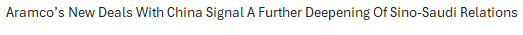 Aramco's New Deals With China Signal A Further Deepening Of Sino-Saudi Relations